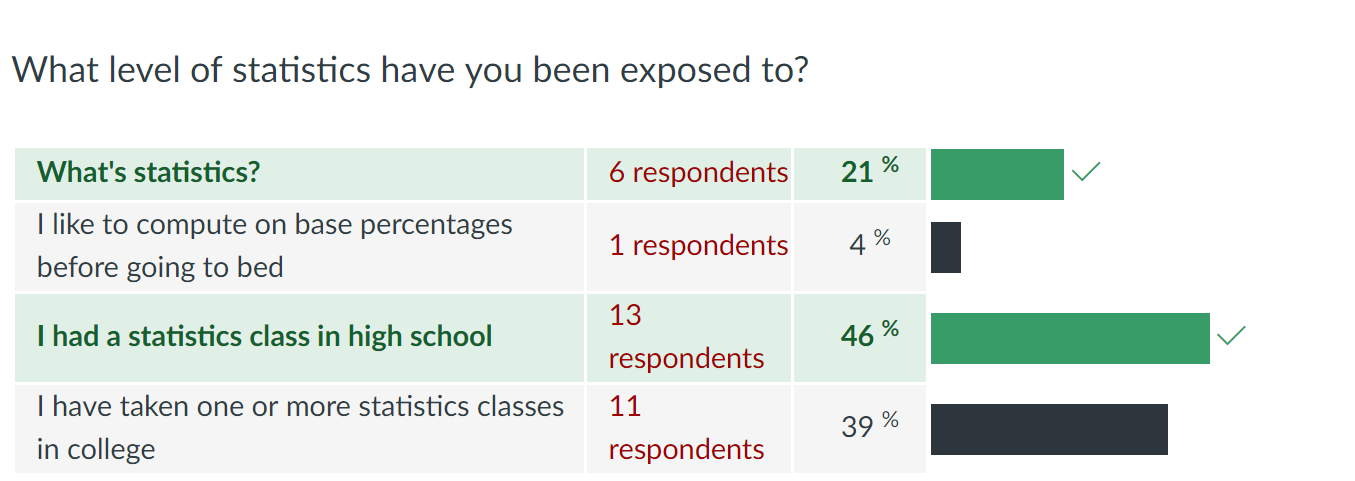 What level of statistics have you been exposed to?
What's statistics?
6 respondents
21 %
I like to compute on base percentages
before going to bed
1 respondents
4 %
I had a statistics class in high school
13
respondents
46 %
I have taken one or more statistics classes
in college
11
respondents
39 %